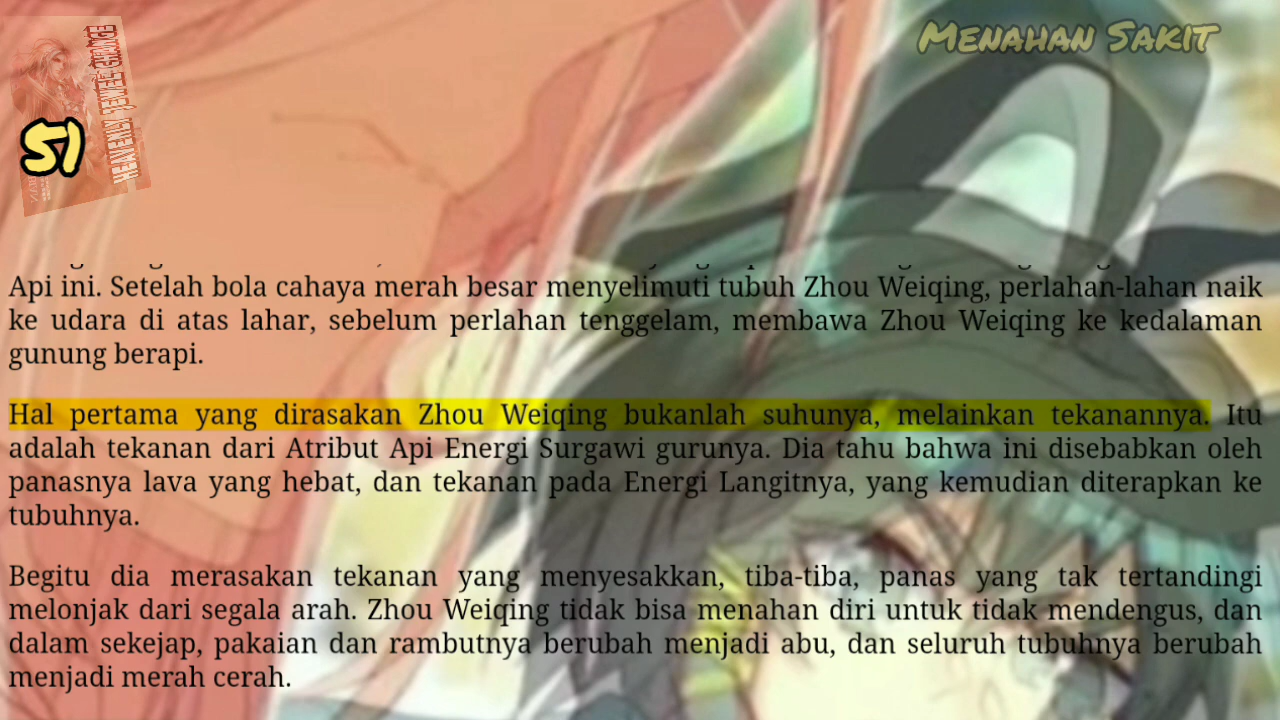 Menahan Sakit
HEAVENLY JEWEL CHANGE
51
Api ini. Setelah bola cahaya merah besar menyelimuti tubuh Zhou Weiqing, perlahan-lahan naik
ke udara di atas lahar, sebelum perlahan tenggelam, membawa Zhou Weiqing ke kedalaman
gunung berapi.
Hal pertama yang dirasakan Zhou Weiqing bukanlah suhunya, melainkan tekanannya. Itu
adalah tekanan dari Atribut Api Energi Surgawi gurunya. Dia tahu bahwa ini disebabkan oleh
panasnya lava yang hebat, dan tekanan pada Energi Langitnya, yang kemudian diterapkan ke
tubuhnya.
Begitu dia merasakan tekanan yang menyesakkan, tiba-tiba, panas yang tak tertandingi
melonjak dari segala arah. Zhou Weiqing tidak bisa menahan diri untuk tidak mendengus, dan
dalam sekejap, pakaian dan rambutnya berubah menjadi abu, dan seluruh tubuhnya berubah
menjadi merah cerah.